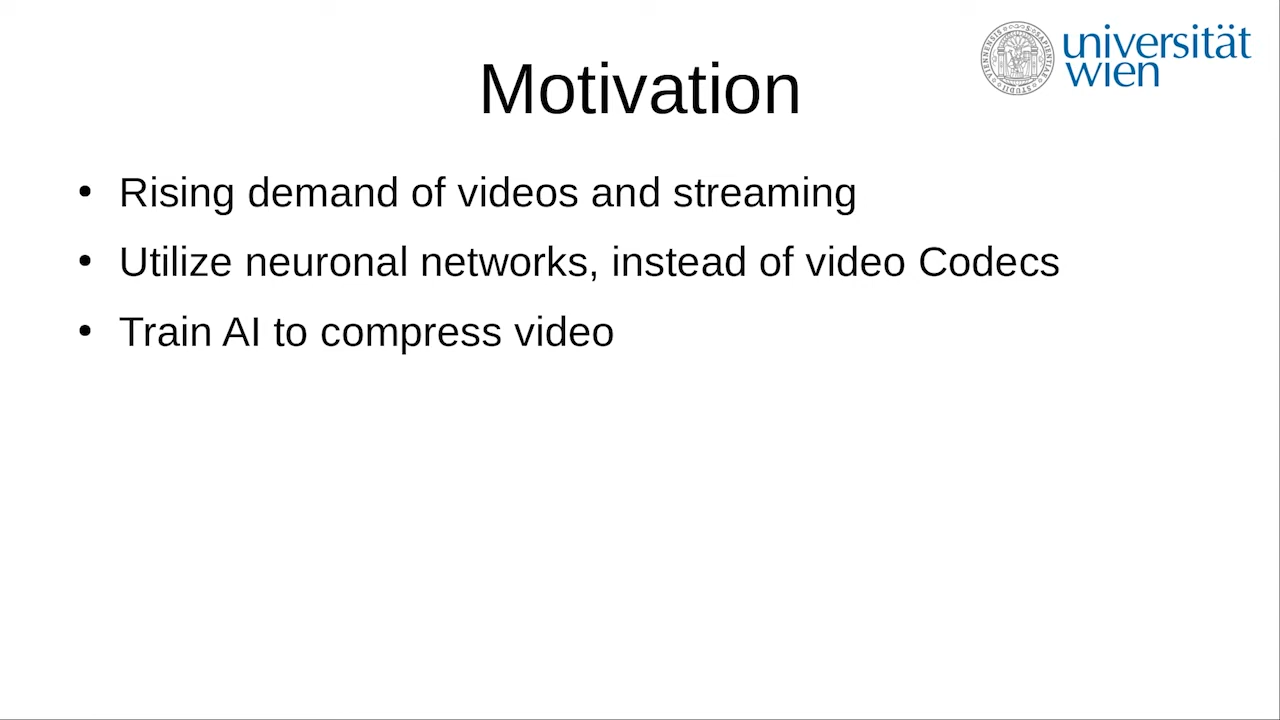 universität
wien
Motivation
• Rising demand of videos and streaming
• Utilize neuronal networks, instead of video Codecs
• Train AI to compress video